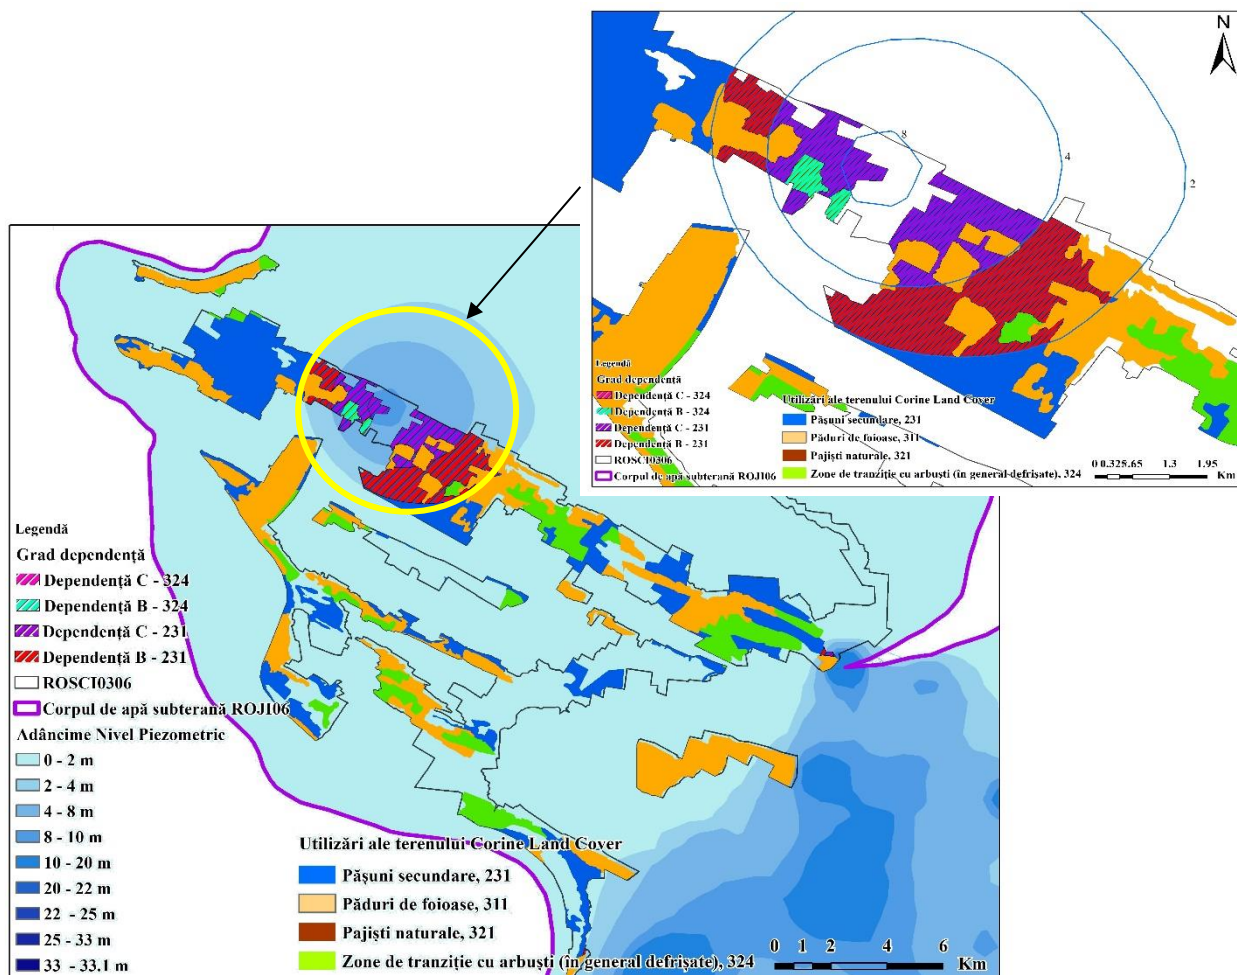 N
8
4
2
Legendă
Grad dependență
Dependență C - 324
Dependență B - 324
Dependență C - 231
Dependență B - 231
ROSCI0306
Corpul de apă subterană ROJI06
Utilizări ale terenului Corine Land Cover
Pășuni secundare, 231
Păduri de foioase, 311
Pajiști naturale, 321
Zone de tranziție cu arbuști (în general defrișate), 324
0 0.325.65 1.3 1.95
Km
Legendă
Grad dependență
Dependență C - 324
Dependență B - 324
Dependență C - 231
Dependență B - 231
ROSCI0306
Corpul de apă subterană ROJI06
Adâncime Nivel Piezometric
0 - 2 m
2 - 4 m
4 - 8 m
8 - 10 m
10 - 20 m
20 - 22 m
22 - 25 m
25 - 33 m
33 - 33.1 m
Utilizări ale terenului Corine Land Cover
Pășuni secundare, 231
Păduri de foioase, 311
Pajiști naturale, 321
Zone de tranziție cu arbuști (în general defrișate), 324
0 1 2 4 6
Km